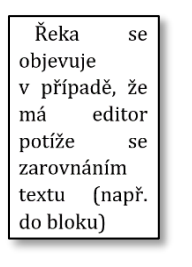 Řeka se
objevuje
v případě, že
má editor
potíže se
zarovnáním
textu (např.
do bloku)